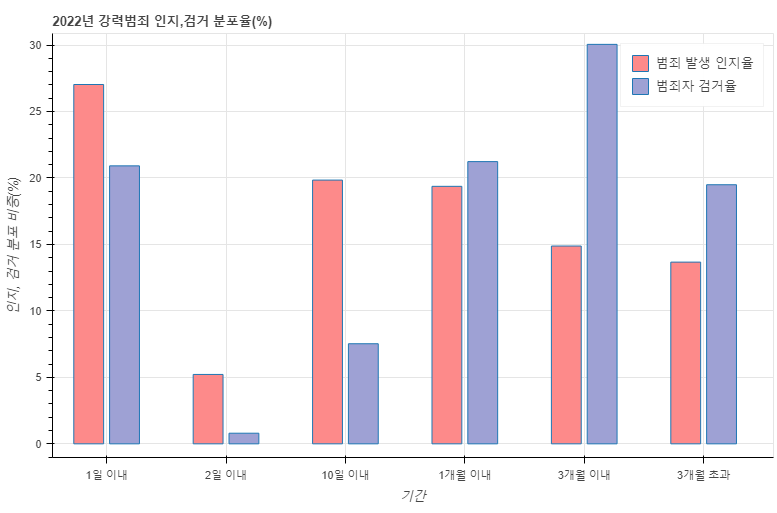 2022년 강력범죄 인지,검거 분포율(%)
범죄 발생 인지율
범죄자 검거율
인지, 검거 분포 비중(%)
30
25
20
15
10
5
0
1일 이내
2일 이내
10일 이내
1개월 이내
3개월 이내
3개월 초과
기간